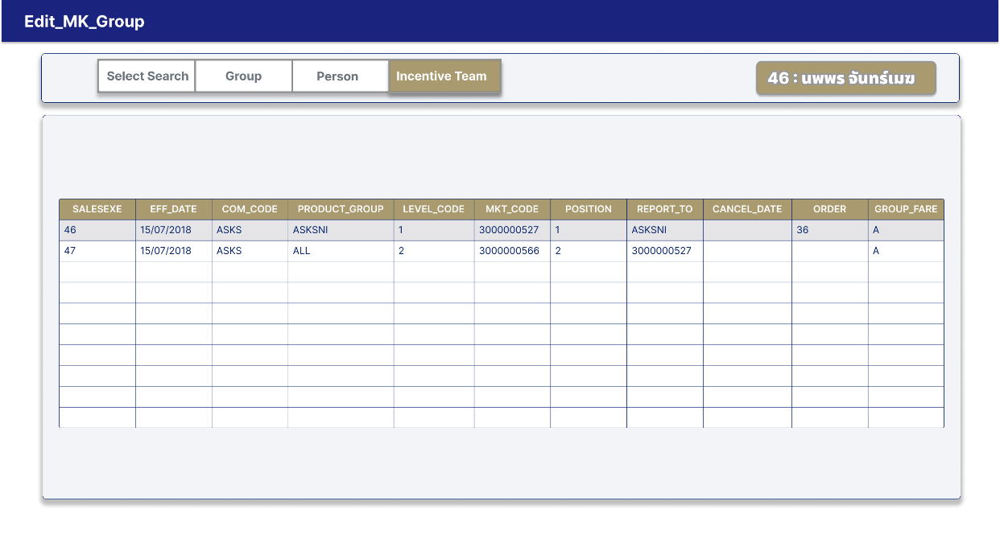 Edit_MK_Group
Select Search Group Person Incentive Team 46 : นพพร จันทร์เมฆ
SALESEXE EFF_DATE COM_CODE PRODUCT_GROUP LEVEL_CODE MKT_CODE POSITION REPORT_TO CANCEL_DATE ORDER GROUP_FARE
46 15/07/2018 ASKS ASKSNI 1 3000000527 1 ASKSNI 36 A
47 15/07/2018 ASKS ALL 2 3000000566 2 3000000527 A